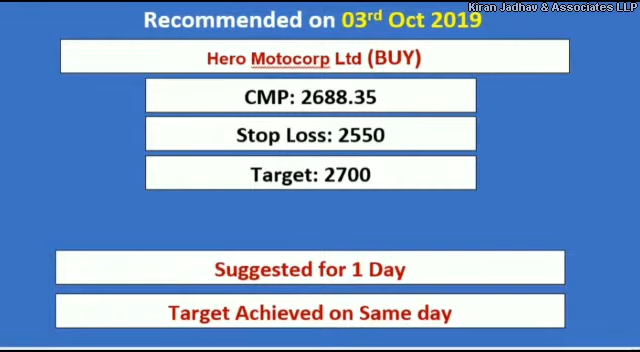 Kiran Jadhav & Associates LLP
Recommended on 03rd Oct 2019
Hero Motocorp Ltd (BUY)
CMP: 2688.35
Stop Loss: 2550
Target: 2700
Suggested for 1 Day
Target Achieved on Same day